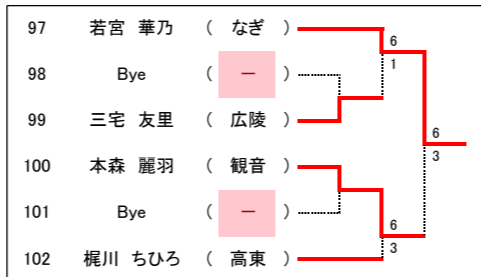 97 若宮 華乃 ( なぎ )
6
98 Bye ( ー ) 1
99 三宅 友里 ( 広陵 )
6
3
100 本森 麗羽 ( 観音 )
101 Bye ( ー )
6
3
102 梶川 ちひろ ( 高東 )